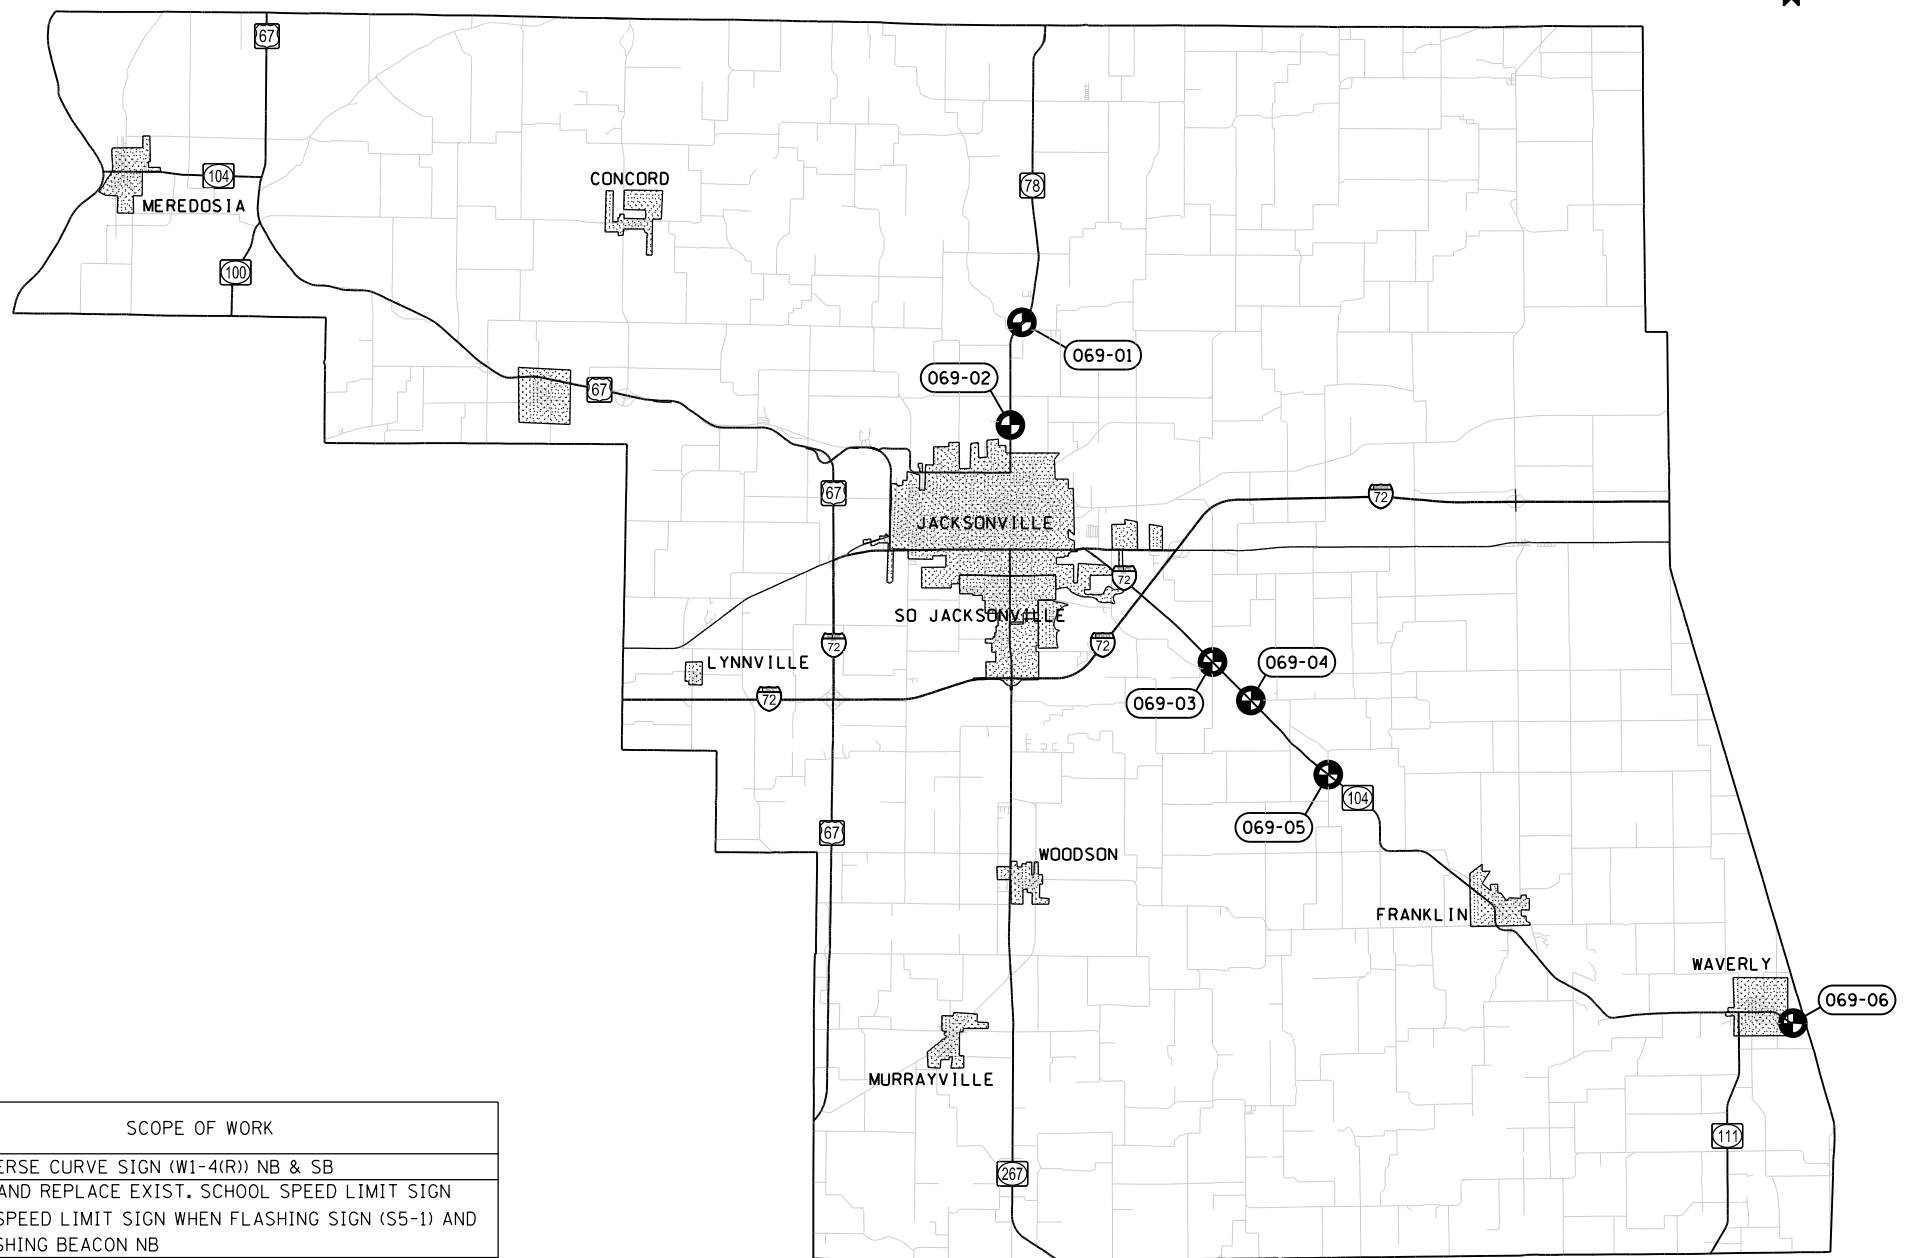 67
104
MEREDOSIA
CONCORD
78
100
069-01
069-02
67
67
72
JACKSONVILLE
72
SO JACKSONVILLE
72
72
LYNNVILLE
72
069-04
069-03
104
069-05
67
WOODSON
FRANKLIN
WAVERLY
069-06
MURRAYVILLE
111
267
SCOPE OF WORK
ERSE CURVE SIGN (W1-4(R)) NB & SB
AND REPLACE EXIST. SCHOOL SPEED LIMIT SIGN
SPEED LIMIT SIGN WHEN FLASHING SIGN (S5-1) AND
SHING BEACON NB